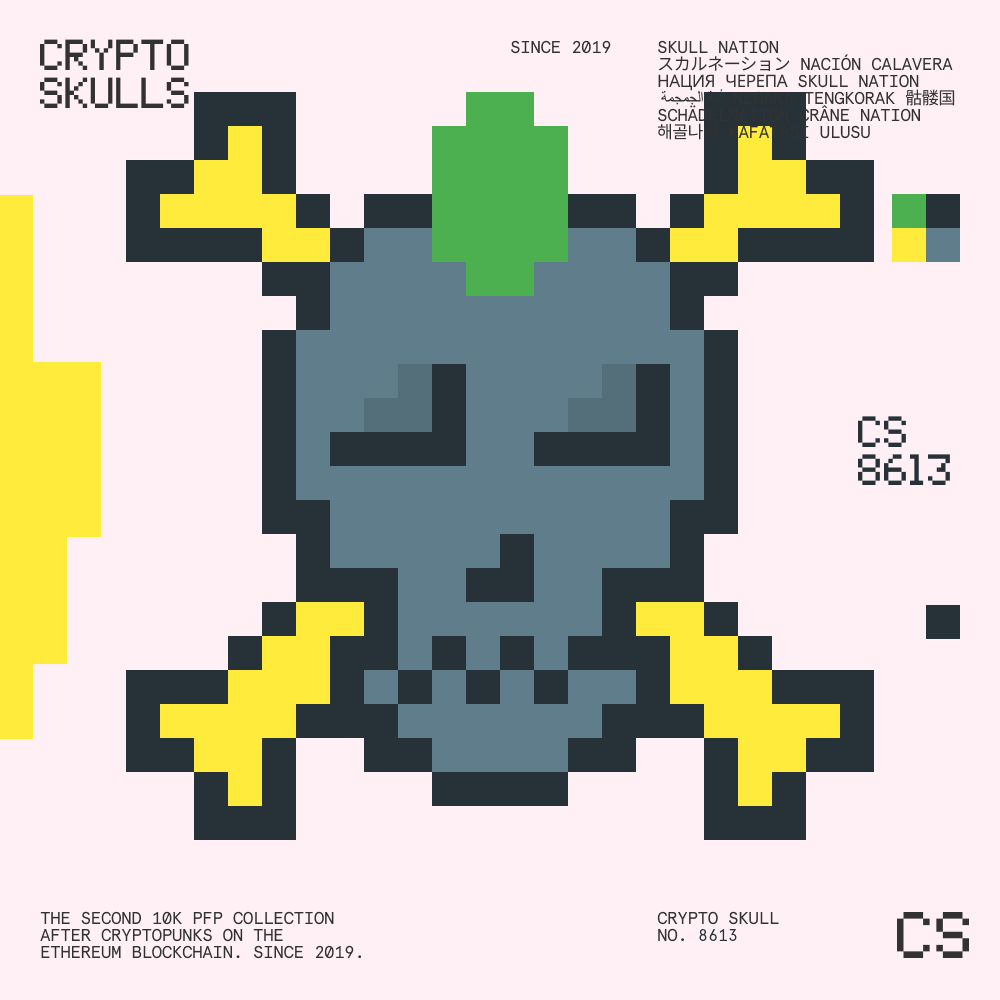 CRYPTO
SKULLS
SINCE 2019
SKULL NATION
スカルネーション NACIÓN CALAVERA
НАЦИЯ ЧЕРЕПА SKULL NATION
TENGKORAK 骷髅国
CRÂNE NATION
ULUSU
CS
8613
THE SECOND 10K PFP COLLECTION
AFTER CRYPTOPUNKS ON THE
ETHEREUM BLOCKCHAIN. SINCE 2019.
CRYPTO SKULL
NO. 8613
CS